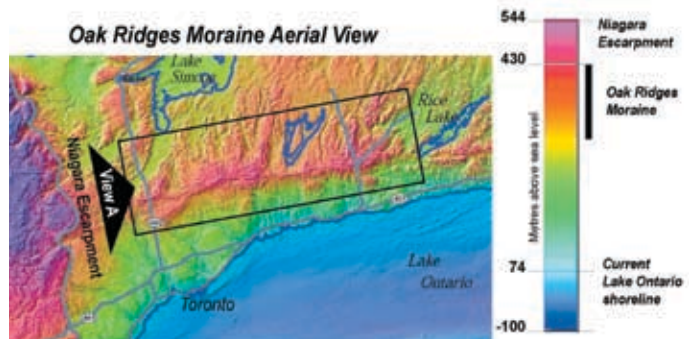 Oak Ridges Moraine Aerial View
Lake
Simcoe
Rice
Lake
View A
Niagara Escarpment
Lake
Ontario
Toronto
544
430
74
-100
Metres above sea level
Niagara
Escarpment
Oak Ridges
Moraine
Current
Lake Ontario
shoreline